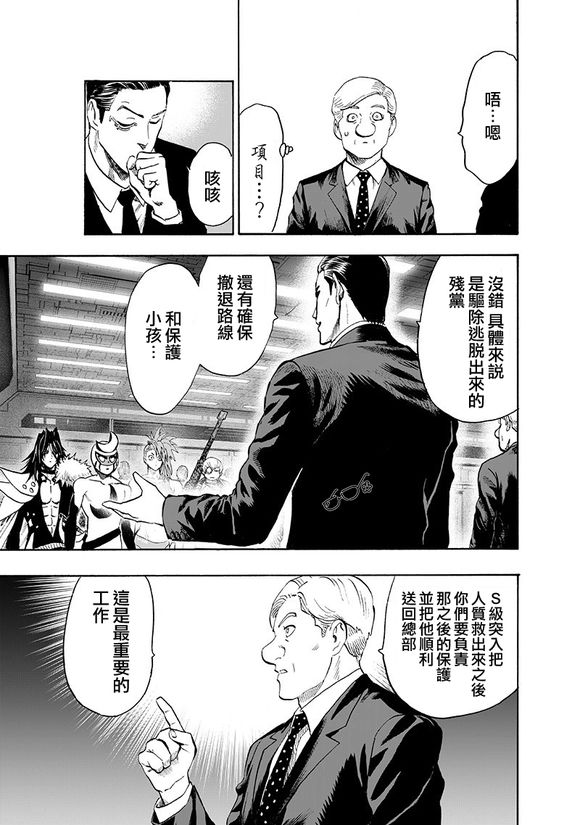 唔…嗯
項目…？
咳咳
沒錯 具體來說
是驅除逃脱出來的
殘黨
還有確保
撤退路線
和保護
小孩…
S級突入把
人質救出來之後
你們要負責
那之後的保護
並把他順利
送回總部
這是最重要的
工作